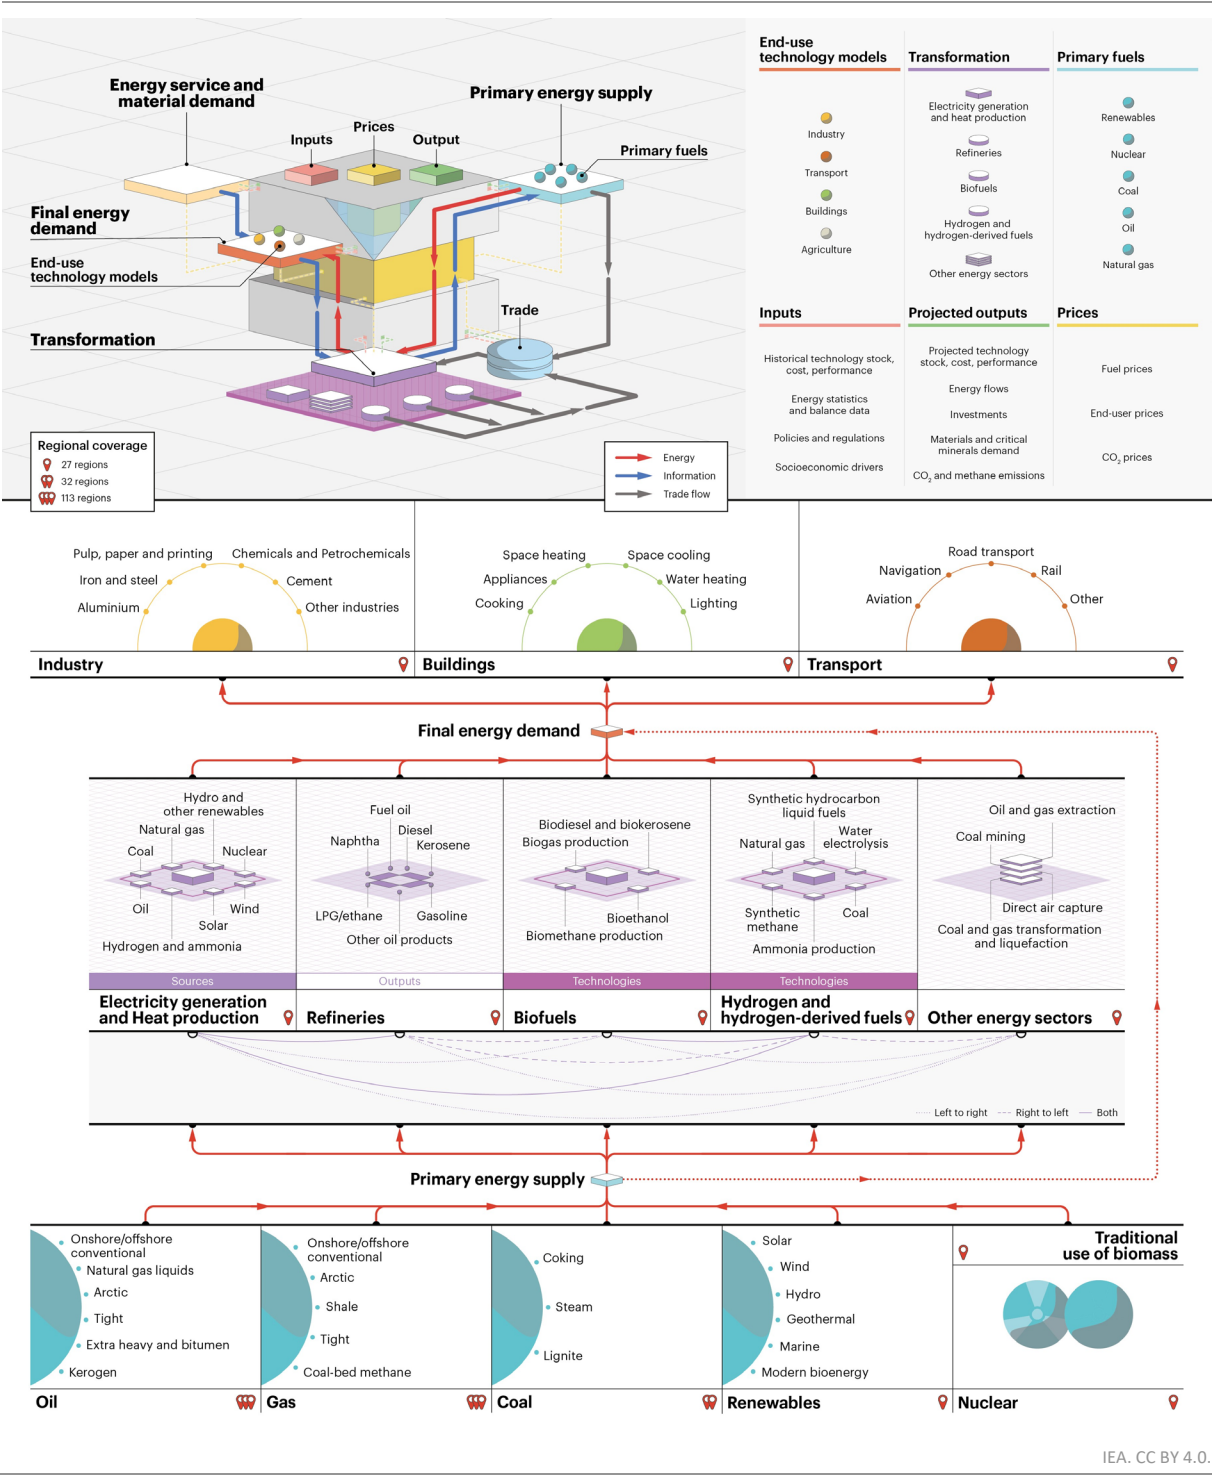 Energy service and
material demand
Primary energy supply
Inputs
Prices
Output
Primary fuels
Final energy
demand
End-use
technology models
Transformation
Trade
Regional coverage
27 regions
32 regions
113 regions
Energy
Information
Trade flow
End-use
technology models
Industry
Transport
Buildings
Agriculture
Transformation
Electricity generation
and heat production
Refineries
Biofuels
Hydrogen and
hydrogen-derived fuels
Other energy sectors
Primary fuels
Renewables
Nuclear
Coal
Oil
Natural gas
Inputs
Historical technology stock,
cost, performance
Energy statistics
and balance data
Policies and regulations
Socioeconomic drivers
Projected outputs
Projected technology
stock, cost, performance
Energy flows
Investments
Materials and critical
minerals demand
CO₂ and methane emissions
Prices
Fuel prices
End-user prices
CO₂ prices
Pulp, paper and printing
Chemicals and Petrochemicals
Iron and steel
Cement
Aluminium
Other industries
Industry
Space heating
Space cooling
Appliances
Water heating
Cooking
Lighting
Buildings
Road transport
Navigation
Rail
Aviation
Other
Transport
Final energy demand
Hydro and
other renewables
Natural gas
Coal
Nuclear
Oil
Wind
Solar
Hydrogen and ammonia
Sources
Electricity generation
and Heat production
Fuel oil
Diesel
Naphtha
Kerosene
LPG/ethane
Gasoline
Other oil products
Outputs
Refineries
Biodiesel and biokerosene
Biogas production
Bioethanol
Biomethane production
Technologies
Biofuels
Synthetic hydrocarbon
liquid fuels
Water
electrolysis
Natural gas
Synthetic
methane
Coal
Ammonia production
Technologies
Hydrogen and
hydrogen-derived fuels
Oil and gas extraction
Coal mining
Direct air capture
Coal and gas transformation
and liquefaction
Other energy sectors
Left to right
Right to left
Both
Primary energy supply
Onshore/offshore
conventional
Natural gas liquids
Arctic
Tight
Extra heavy and bitumen
Kerogen
Oil
Onshore/offshore
conventional
Arctic
Shale
Tight
Coal-bed methane
Gas
Coking
Steam
Lignite
Coal
Solar
Wind
Hydro
Geothermal
Marine
Modern bioenergy
Renewables
Traditional
use of biomass
Nuclear
IEA. CC BY 4.0.